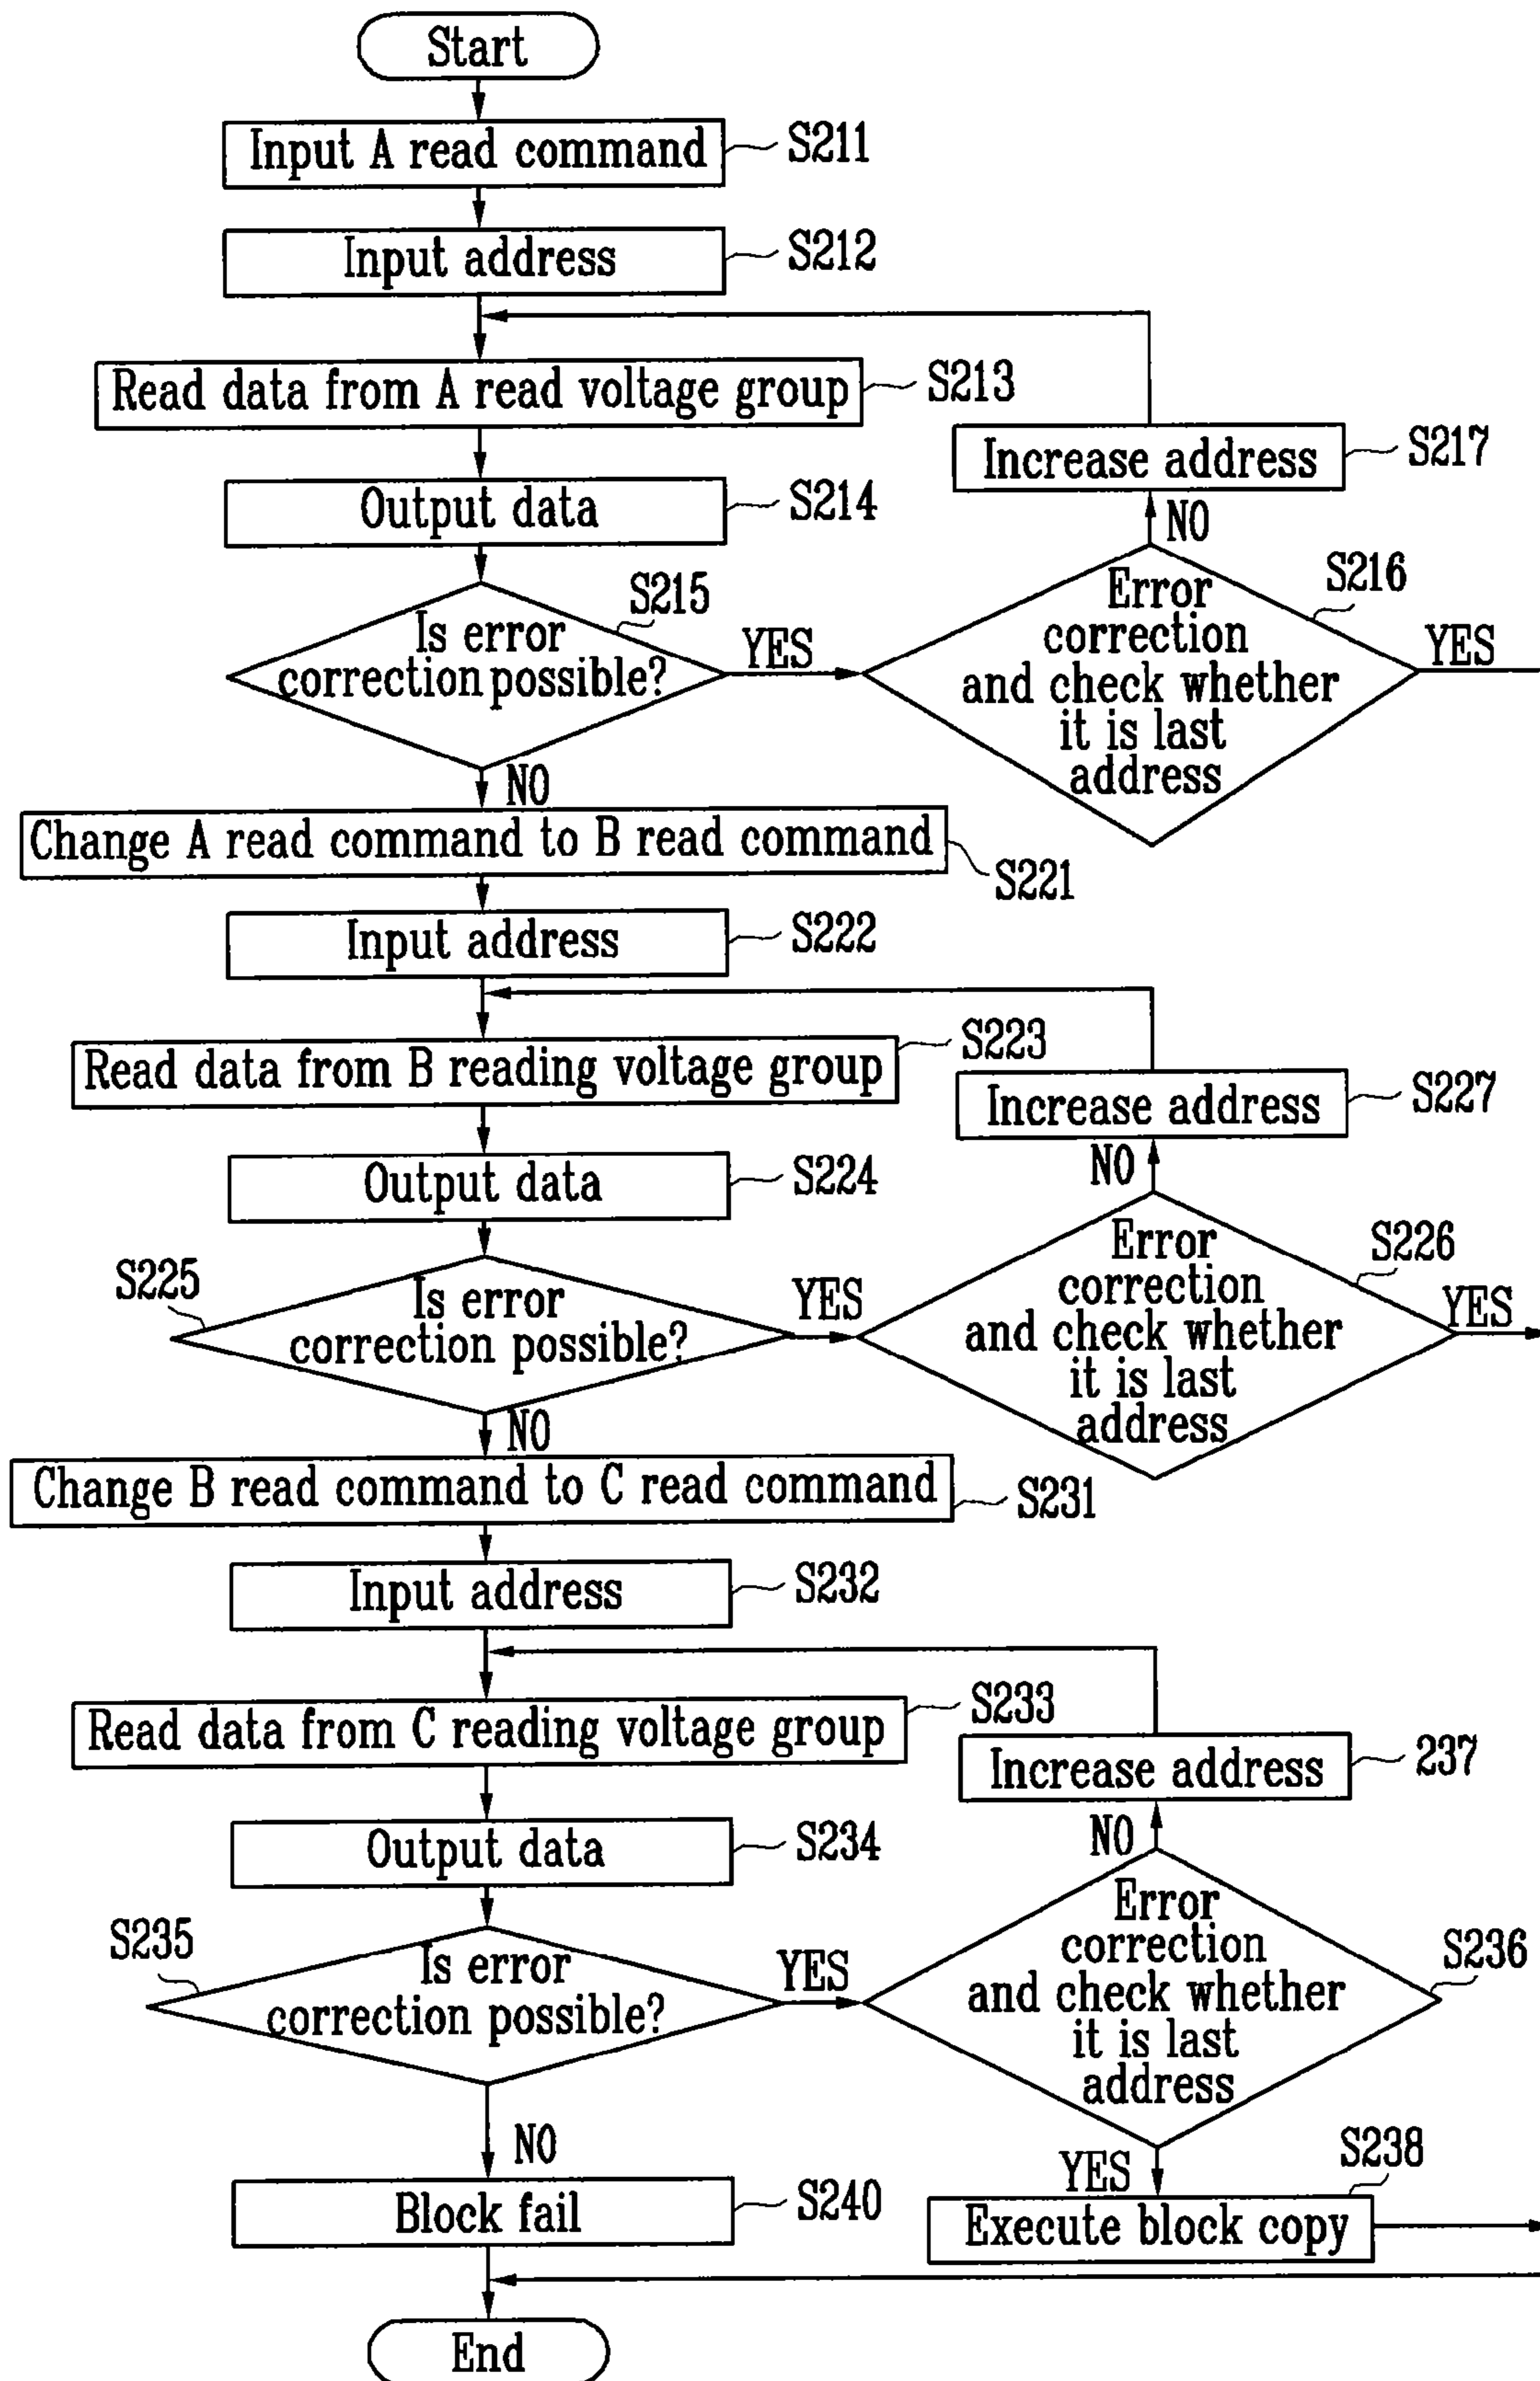 Start
Input A read command
S211
Input address
S212
Read data from A read voltage group
S213
Increase address
S217
Output data
S214
NO
S215
Is error
correction possible?
YES
S216
Error
correction
and check whether
it is last
address
YES
NO
Change A read command to B read command
S221
Input address
S222
Read data from B reading voltage group
S223
Increase address
S227
Output data
S224
NO
S225
Is error
correction possible?
YES
S226
Error
correction
and check whether
it is last
address
YES
NO
Change B read command to C read command
S231
Input address
S232
Read data from C reading voltage group
S233
Increase address
237
Output data
S234
NO
S235
Is error
correction possible?
YES
Error
correction
and check whether
it is last
address
S236
NO
YES
S238
Block fail
S240
Execute block copy
End